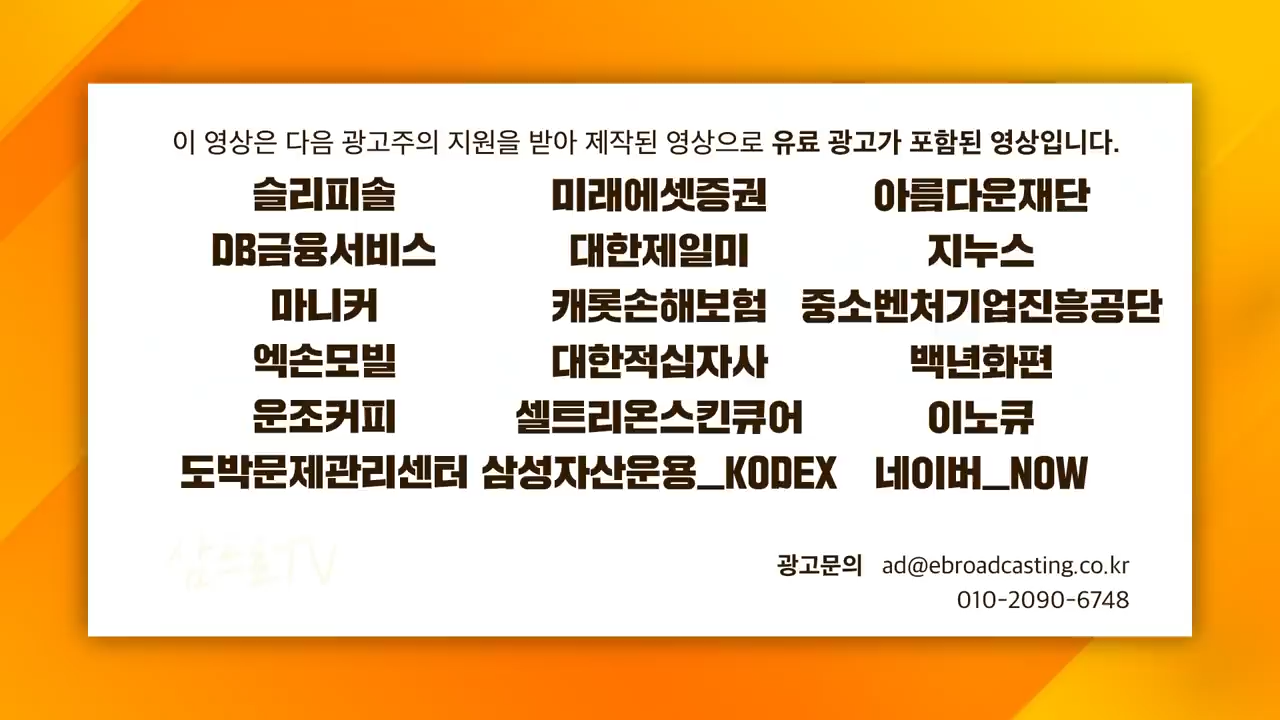 이 영상은 다음 광고주의 지원을 받아 제작된 영상으로 유료 광고가 포함된 영상입니다.
슬리피솔 미래에셋증권 아름다운재단
DB금융서비스 대한제일미 지누스
마니커 캐롯손해보험 중소벤처기업진흥공단
엑손모빌 대한적십자사 백년화편
운조커피 셀트리온스킨큐어 이노큐
도박문제관리센터 삼성자산운용_KODEX 네이버_NOW
삼프로TV
광고문의 ad@ebroadcasting.co.kr
010-2090-6748